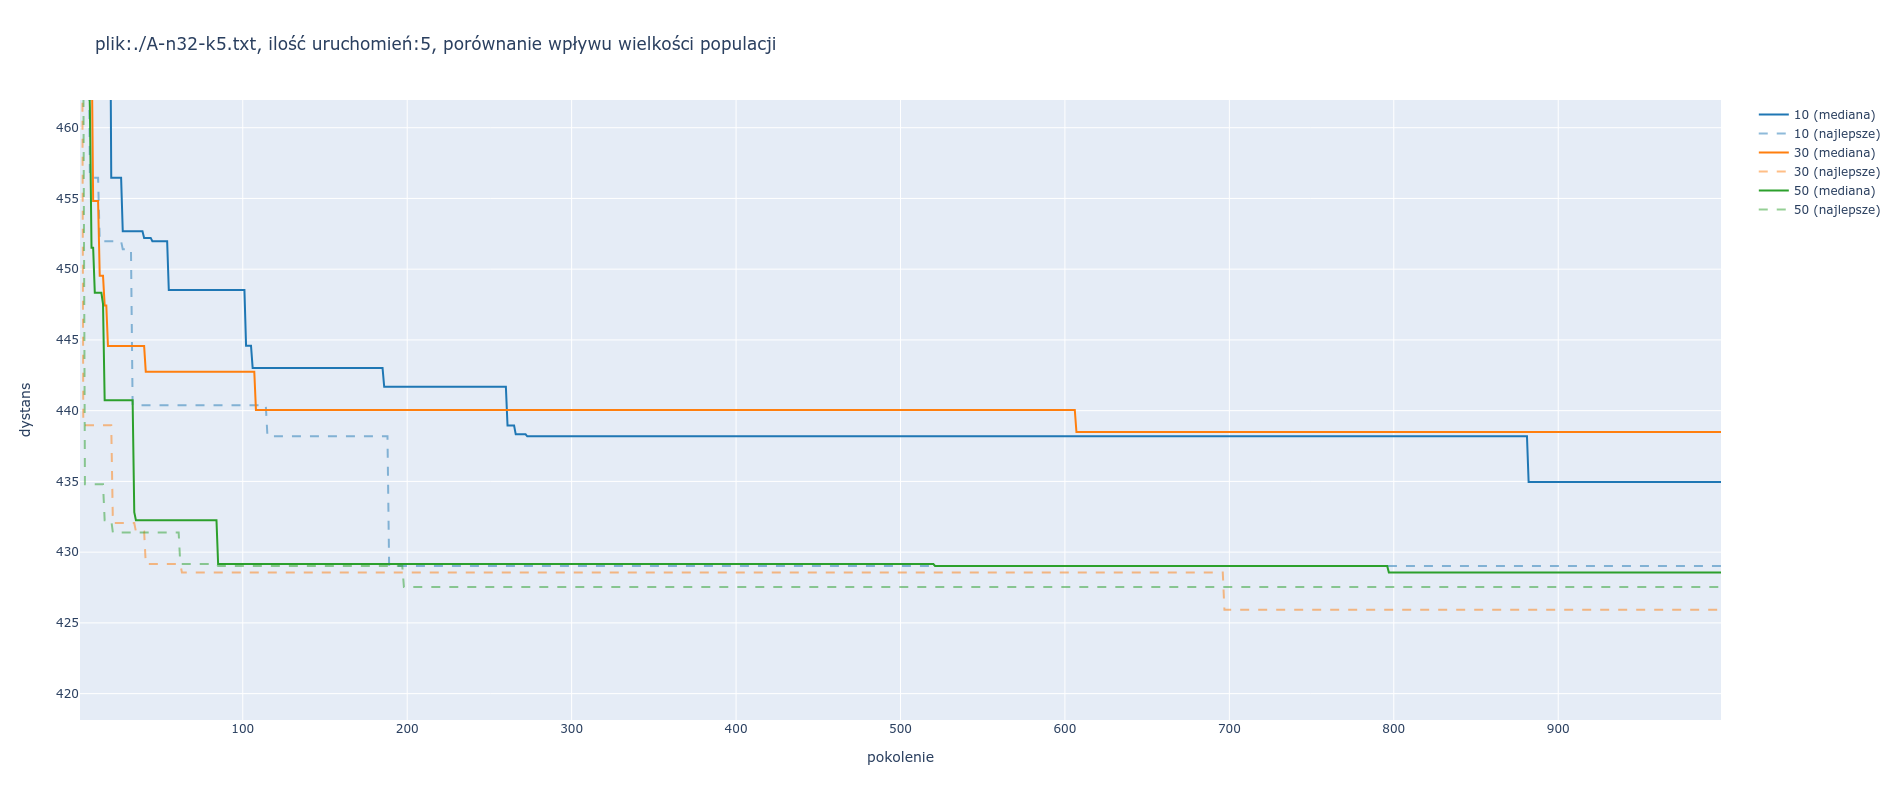 plik:./A-n32-k5.txt, ilość uruchomień:5, porównanie wpływu wielkości populacji
10 (mediana)
10 (najlepsze)
30 (mediana)
30 (najlepsze)
50 (mediana)
50 (najlepsze)
460
455
450
445
440
435
430
425
420
dystans
100 200 300 400 500 600 700 800 900
pokolenie